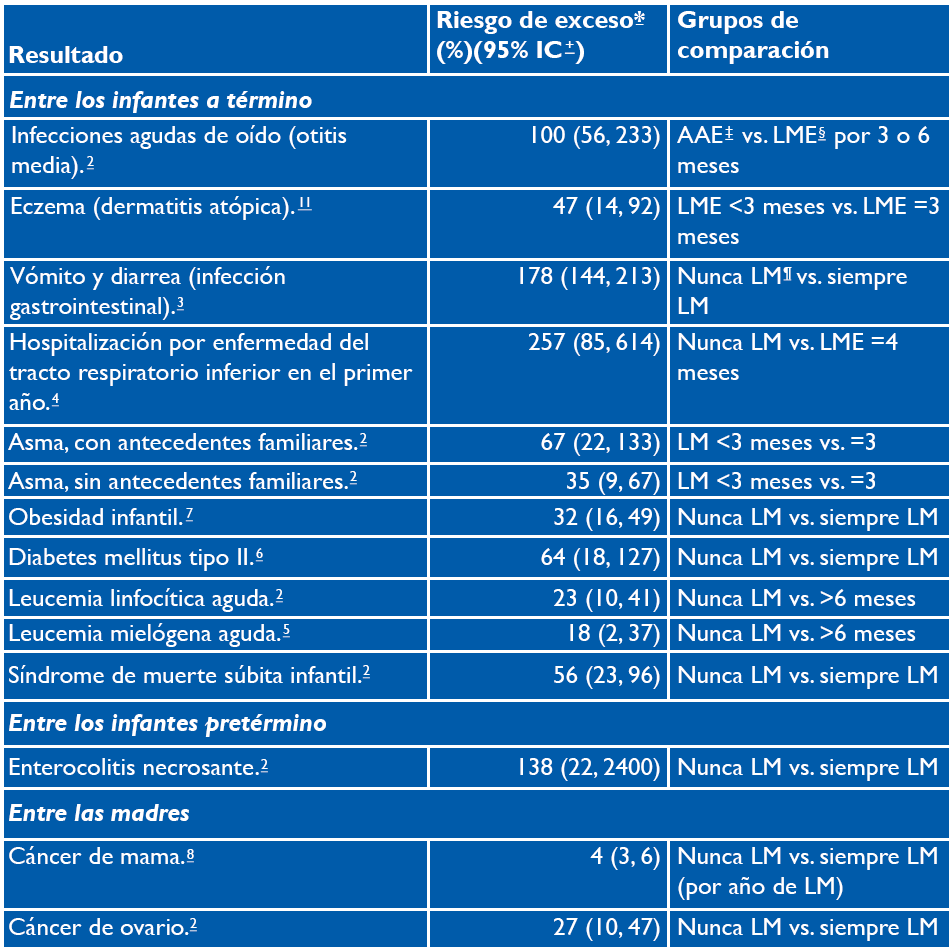 Resultado
Riesgo de exceso*
(%)(95% IC±)
Grupos de
comparación
Entre los infantes a término
Infecciones agudas de oído (otitis
media).2
100 (56, 233)
AAE‡ vs. LME§ por 3 o 6
meses
Eczema (dermatitis atópica).11
47 (14, 92)
LME <3 meses vs. LME =3
meses
Vómito y diarrea (infección
gastrointestinal).3
178 (144, 213)
Nunca LM¶ vs. siempre
LM
Hospitalización por enfermedad del
tracto respiratorio inferior en el primer
año.4
257 (85, 614)
Nunca LM vs. LME =4
meses
Asma, con antecedentes familiares.2
67 (22, 133)
LM <3 meses vs. =3
Asma, sin antecedentes familiares.2
35 (9, 67)
LM <3 meses vs. =3
Obesidad infantil.7
32 (16, 49)
Nunca LM vs. siempre LM
Diabetes mellitus tipo II.6
64 (18, 127)
Nunca LM vs. siempre LM
Leucemia linfocítica aguda.2
23 (10, 41)
Nunca LM vs. >6 meses
Leucemia mielógena aguda.5
18 (2, 37)
Nunca LM vs. >6 meses
Síndrome de muerte súbita infantil.2
56 (23, 96)
Nunca LM vs. siempre LM
Entre los infantes pretérmino
Enterocolitis necrosante.2
138 (22, 2400)
Nunca LM vs. siempre LM
Entre las madres
Cáncer de mama.8
4 (3, 6)
Nunca LM vs. siempre LM
(por año de LM)
Cáncer de ovario.2
27 (10, 47)
Nunca LM vs. siempre LM